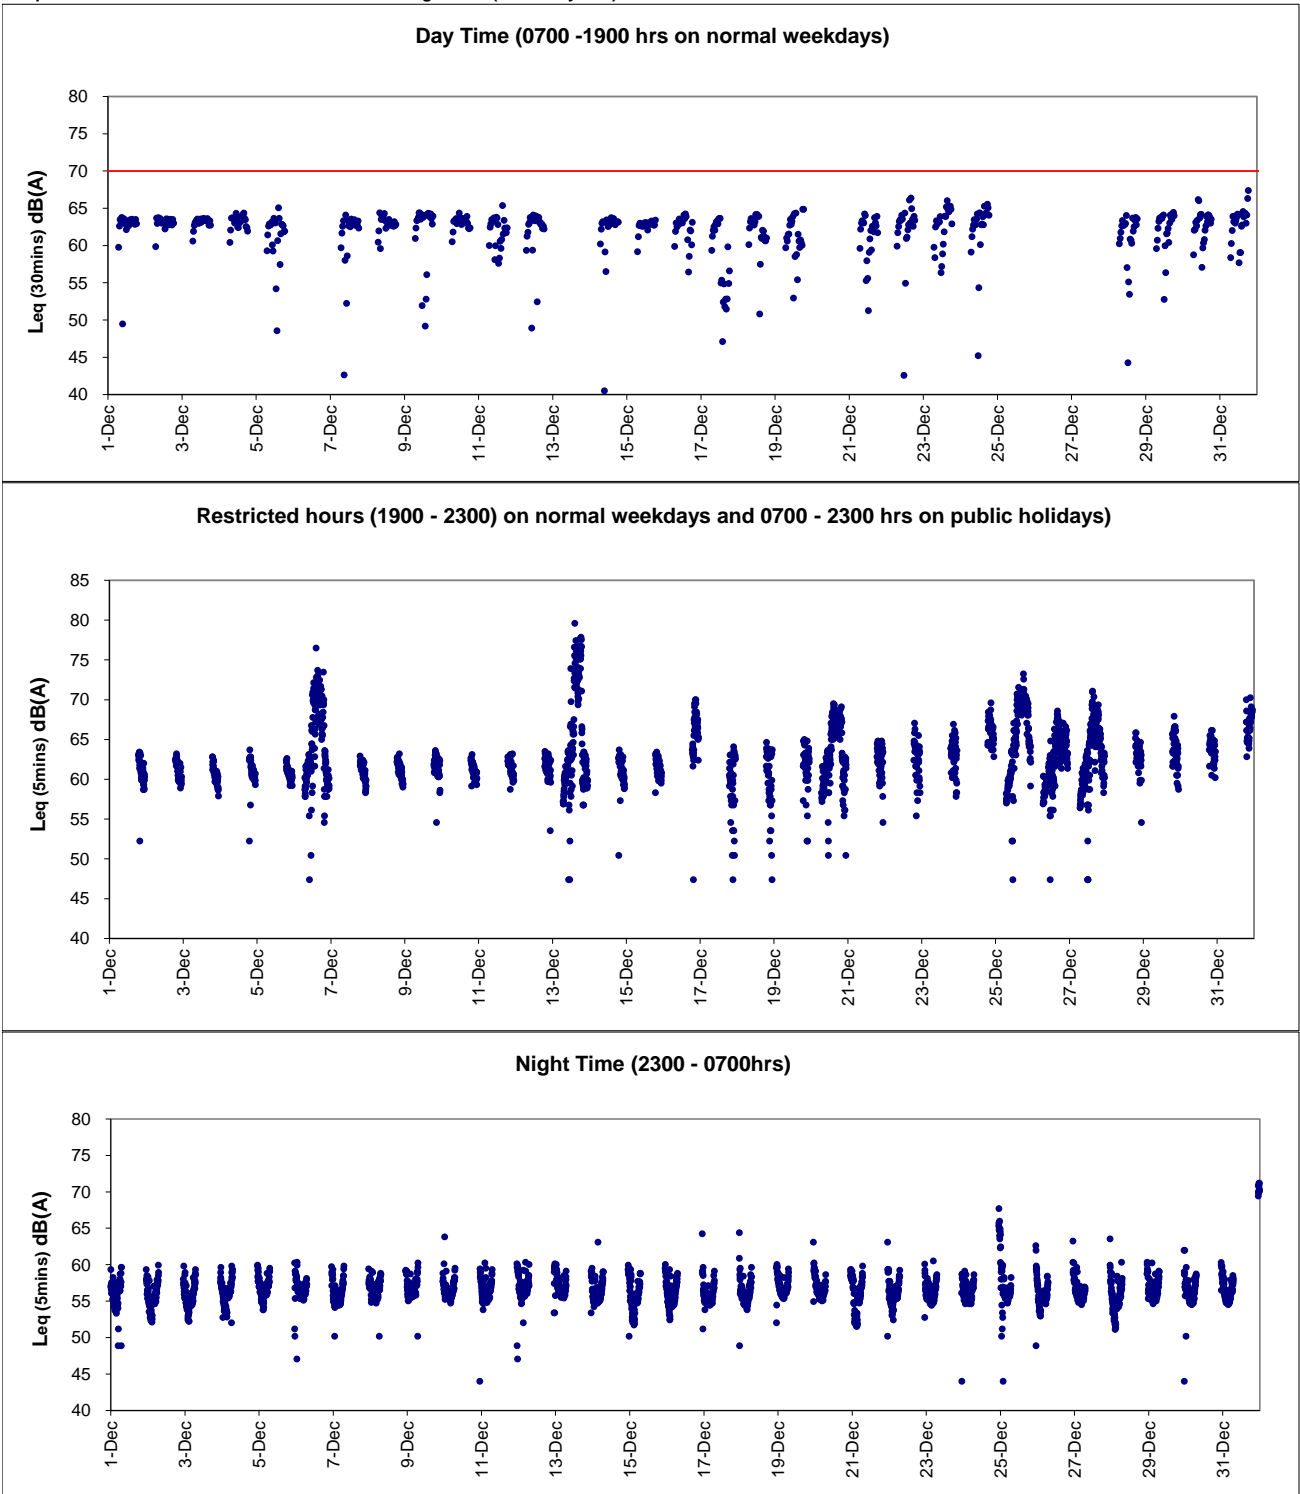 Day Time (0700 -1900 hrs on normal weekdays)
Leq (30mins) dB(A)
80
75
70
65
60
55
50
45
40
1-Dec
3-Dec
5-Dec
7-Dec
9-Dec
11-Dec
13-Dec
15-Dec
17-Dec
19-Dec
21-Dec
23-Dec
25-Dec
27-Dec
29-Dec
31-Dec
Restricted hours (1900 - 2300) on normal weekdays and 0700 - 2300 hrs on public holidays)
Leq (5mins) dB(A)
85
80
75
70
65
60
55
50
45
40
1-Dec
3-Dec
5-Dec
7-Dec
9-Dec
11-Dec
13-Dec
15-Dec
17-Dec
19-Dec
21-Dec
23-Dec
25-Dec
27-Dec
29-Dec
31-Dec
Night Time (2300 - 0700hrs)
Leq (5mins) dB(A)
80
75
70
65
60
55
50
45
40
1-Dec
3-Dec
5-Dec
7-Dec
9-Dec
11-Dec
13-Dec
15-Dec
17-Dec
19-Dec
21-Dec
23-Dec
25-Dec
27-Dec
29-Dec
31-Dec